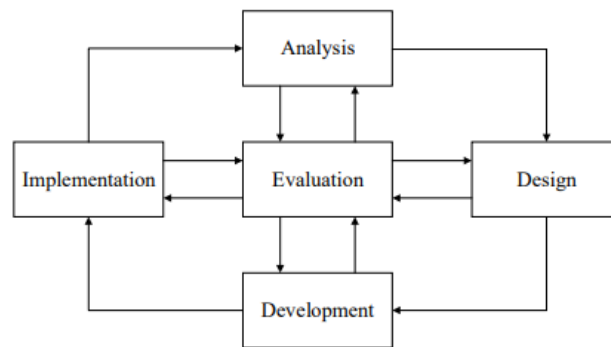 Analysis
Implementation
Evaluation
Design
Development